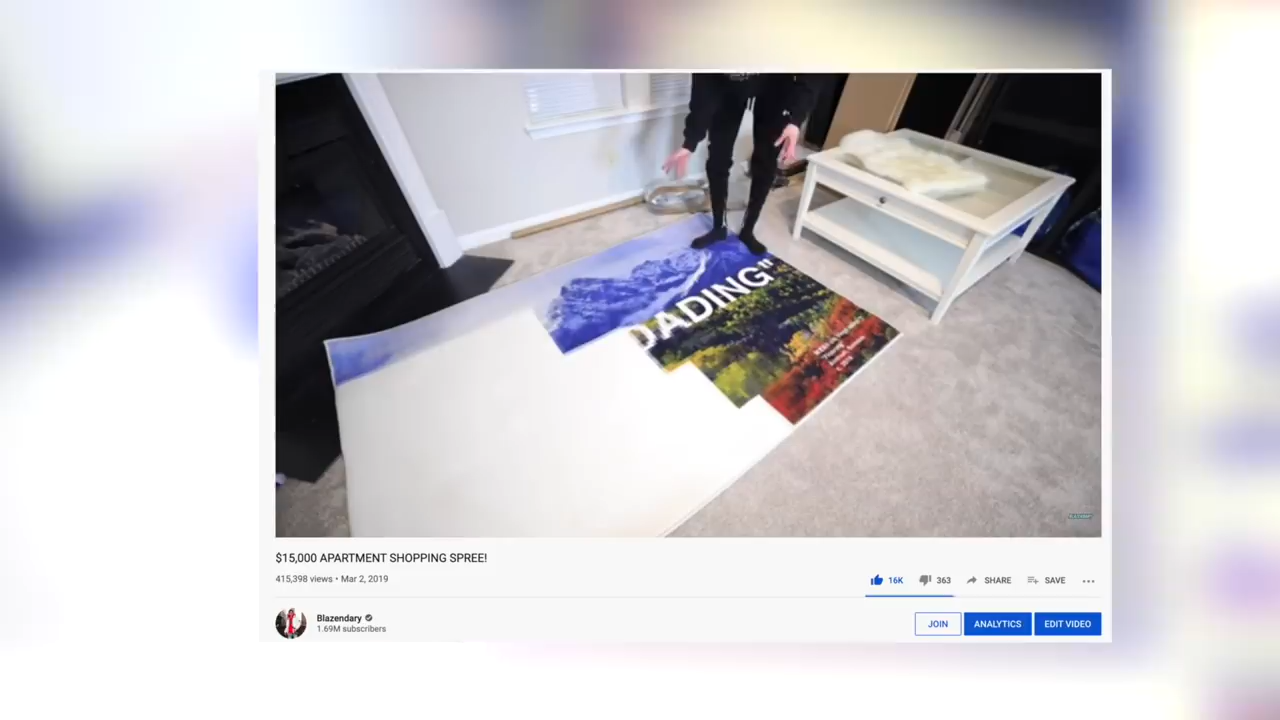 OADING"
$15,000 APARTMENT SHOPPING SPREE!
415,398 views • Mar 2, 2019
16K 363 SHARE SAVE
Blazendary
1.69M subscribers
JOIN ANALYTICS EDIT VIDEO